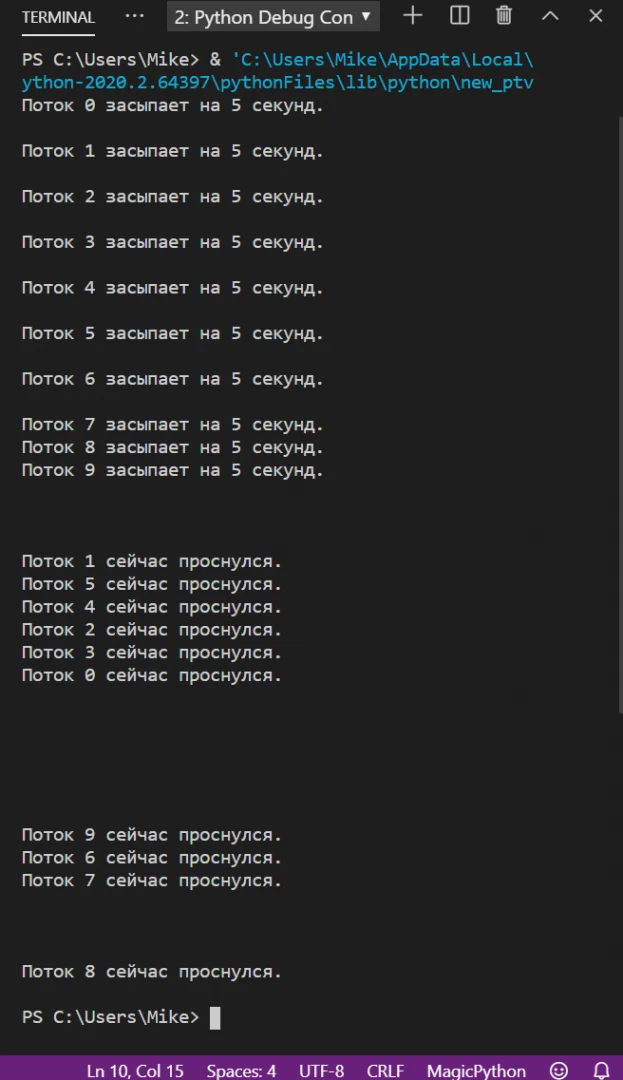 TERMINAL ··· 2: Python Debug Con
PS C:\Users\Mike> & 'C:\Users\Mike\AppData\Local\
ython-2020.2.64397\pythonFiles\lib\python\new_ptv
Поток 0 засыпает на 5 секунд.
Поток 1 засыпает на 5 секунд.
Поток 2 засыпает на 5 секунд.
Поток 3 засыпает на 5 секунд.
Поток 4 засыпает на 5 секунд.
Поток 5 засыпает на 5 секунд.
Поток 6 засыпает на 5 секунд.
Поток 7 засыпает на 5 секунд.
Поток 8 засыпает на 5 секунд.
Поток 9 засыпает на 5 секунд.
Поток 1 сейчас проснулся.
Поток 5 сейчас проснулся.
Поток 4 сейчас проснулся.
Поток 2 сейчас проснулся.
Поток 3 сейчас проснулся.
Поток 0 сейчас проснулся.
Поток 9 сейчас проснулся.
Поток 6 сейчас проснулся.
Поток 7 сейчас проснулся.
Поток 8 сейчас проснулся.
PS C:\Users\Mike>
Ln 10, Col 15 Spaces: 4 UTF-8 CRLF MagicPython